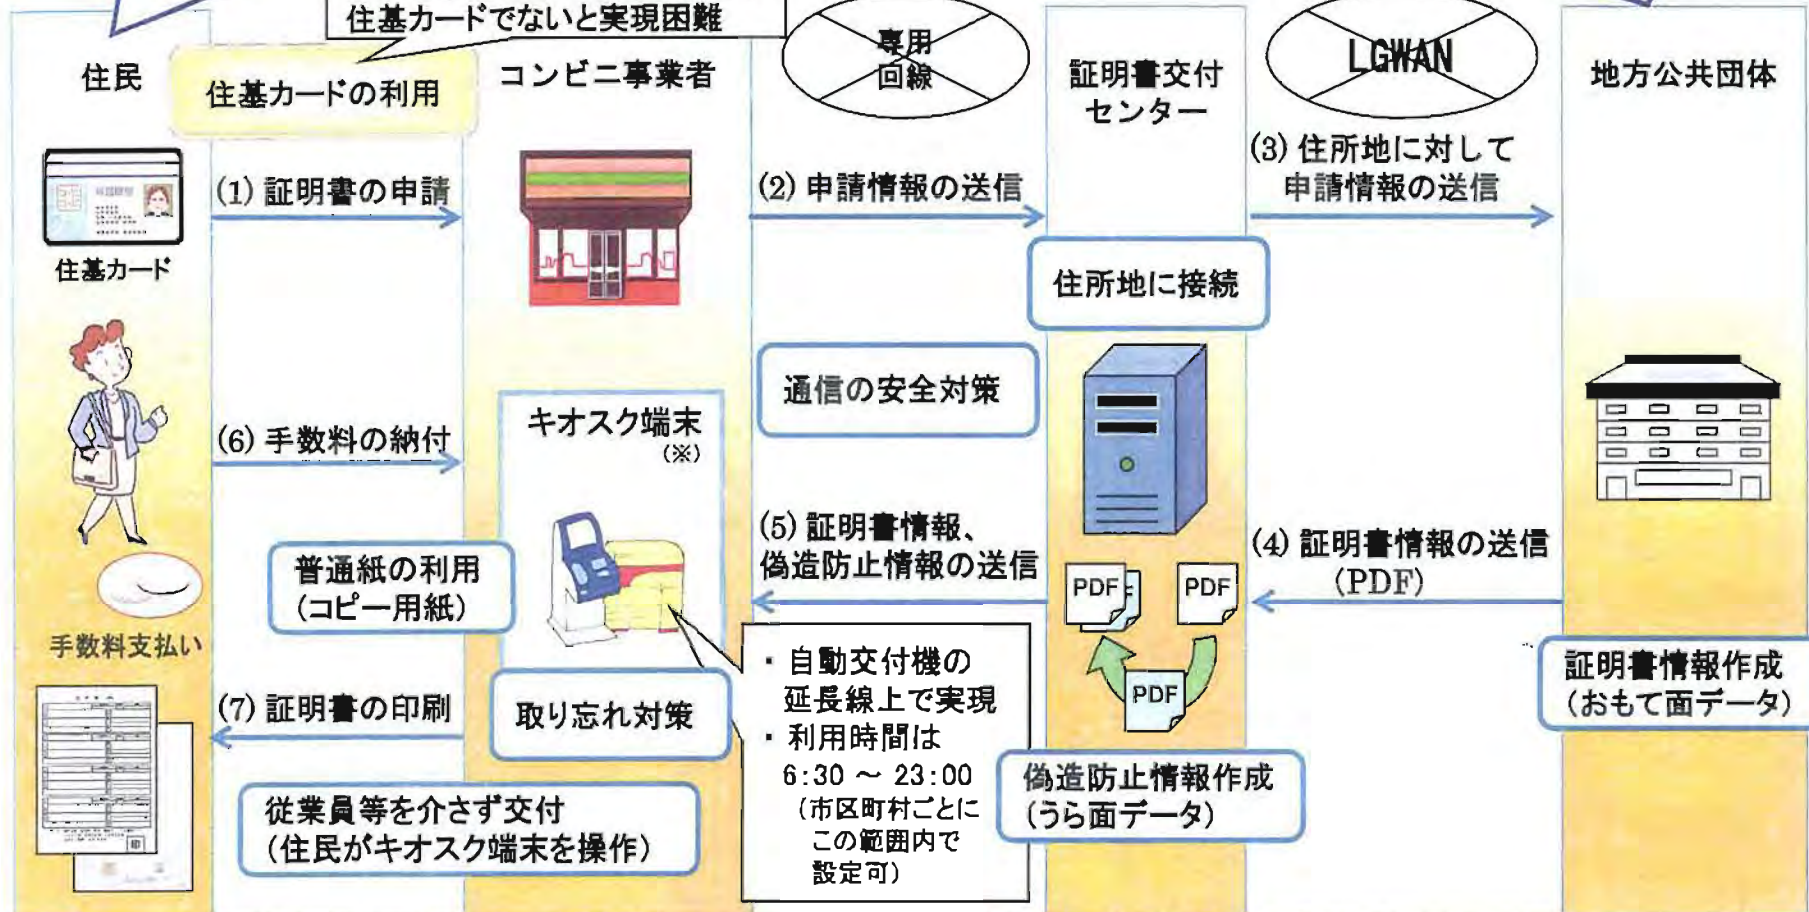 住基カードでないと実現困難
住民
住基カードの利用
コンビニ事業者
専用
回線
証明書交付
センター
LGWAN
地方公共団体
(1) 証明書の申請
(2) 申請情報の送信
(3) 住所地に対して
申請情報の送信
住基カード
住所地に接続
通信の安全対策
キオスク端末
(※)
(6) 手数料の納付
(5) 証明書情報、
偽造防止情報の送信
(4) 証明書情報の送信
(PDF)
普通紙の利用
(コピー用紙)
PDF
PDF
PDF
手数料支払い
・自動交付機の
延長線上で実現
・利用時間は
6:30 ～ 23:00
(市区町村ごとに
この範囲内で
設定可)
証明書情報作成
(おもて面データ)
(7) 証明書の印刷
取り忘れ対策
偽造防止情報作成
(うら面データ)
従業員等を介さず交付
(住民がキオスク端末を操作)
印